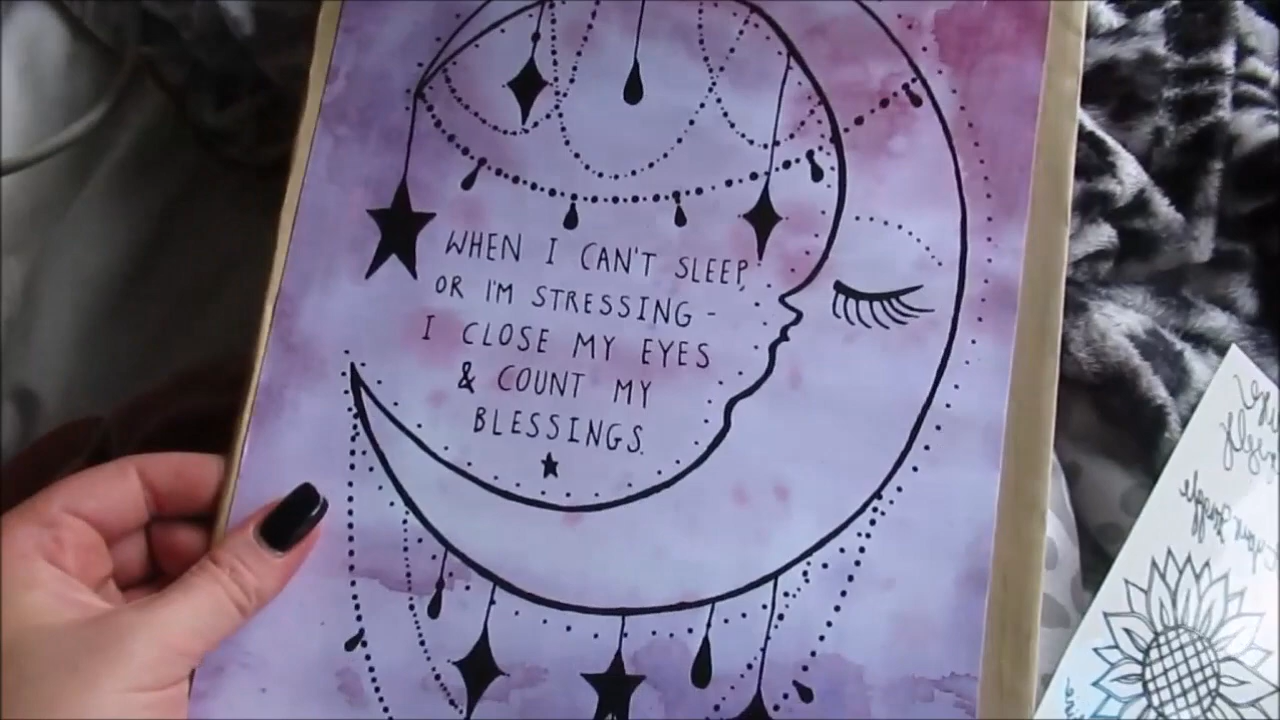 WHEN I CAN'T SLEEP,
OR I'M STRESSING -
I CLOSE MY EYES
& COUNT MY
BLESSINGS.